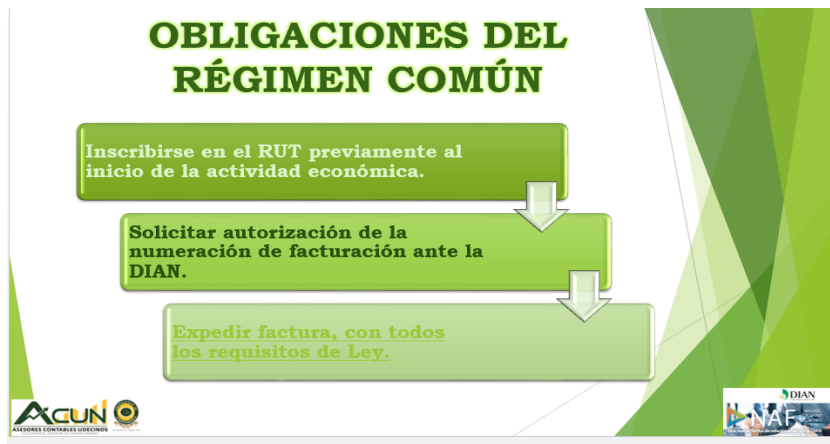 OBLIGACIONES DEL
RÉGIMEN COMÚN
Inscribirse en el RUT previamente al
inicio de la actividad económica.
Solicitar autorización de la
numeración de facturación ante la
DIAN.
Expedir factura, con todos
los requisitos de Ley.
AGUN
ASESORES CONTABLES UDECINOS
DIAN
NAF